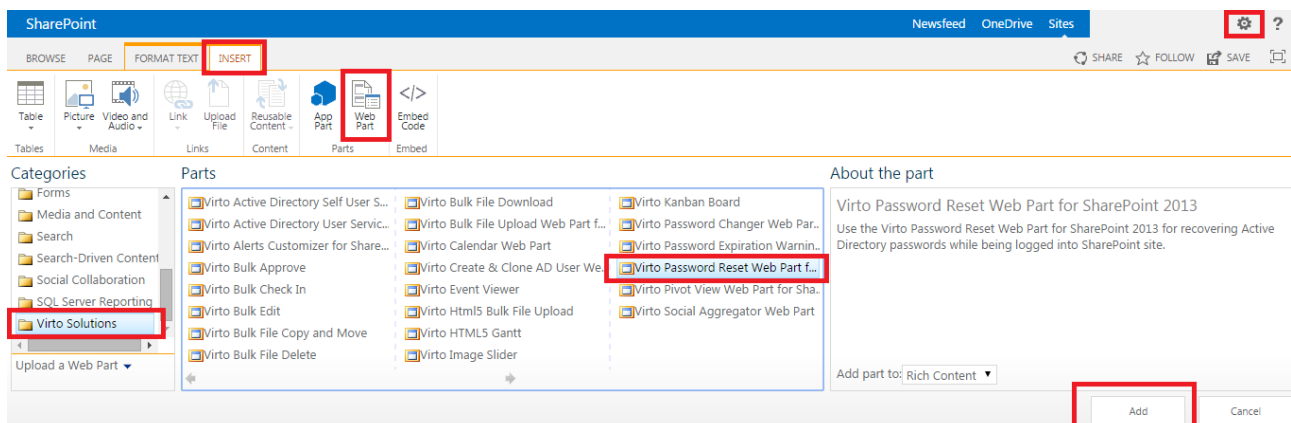 SharePoint Newsfeed OneDrive Sites ?
BROWSE PAGE FORMAT TEXT INSERT SHARE FOLLOW SAVE
Table Picture Video and Audio Link Upload File Reusable Content App Part Web Part </> Embed Code
Tables Media Links Content Parts Embed
Categories Parts About the part
Forms
Media and Content
Search
Search-Driven Content
Social Collaboration
SQL Server Reporting
Virto Solutions
Upload a Web Part
Virto Active Directory Self User S...
Virto Active Directory User Servic...
Virto Alerts Customizer for Share...
Virto Bulk Approve
Virto Bulk Check In
Virto Bulk Edit
Virto Bulk File Copy and Move
Virto Bulk File Delete
Virto Bulk File Download
Virto Bulk File Upload Web Part f...
Virto Calendar Web Part
Virto Create & Clone AD User We...
Virto Event Viewer
Virto Html5 Bulk File Upload
Virto HTML5 Gantt
Virto Image Slider
Virto Kanban Board
Virto Password Changer Web Par...
Virto Password Expiration Warnin...
Virto Password Reset Web Part f...
Virto Pivot View Web Part for Sha...
Virto Social Aggregator Web Part
Virto Password Reset Web Part for SharePoint 2013
Use the Virto Password Reset Web Part for SharePoint 2013 for recovering Active
Directory passwords while being logged into SharePoint site.
Add part to: Rich Content
Add Cancel